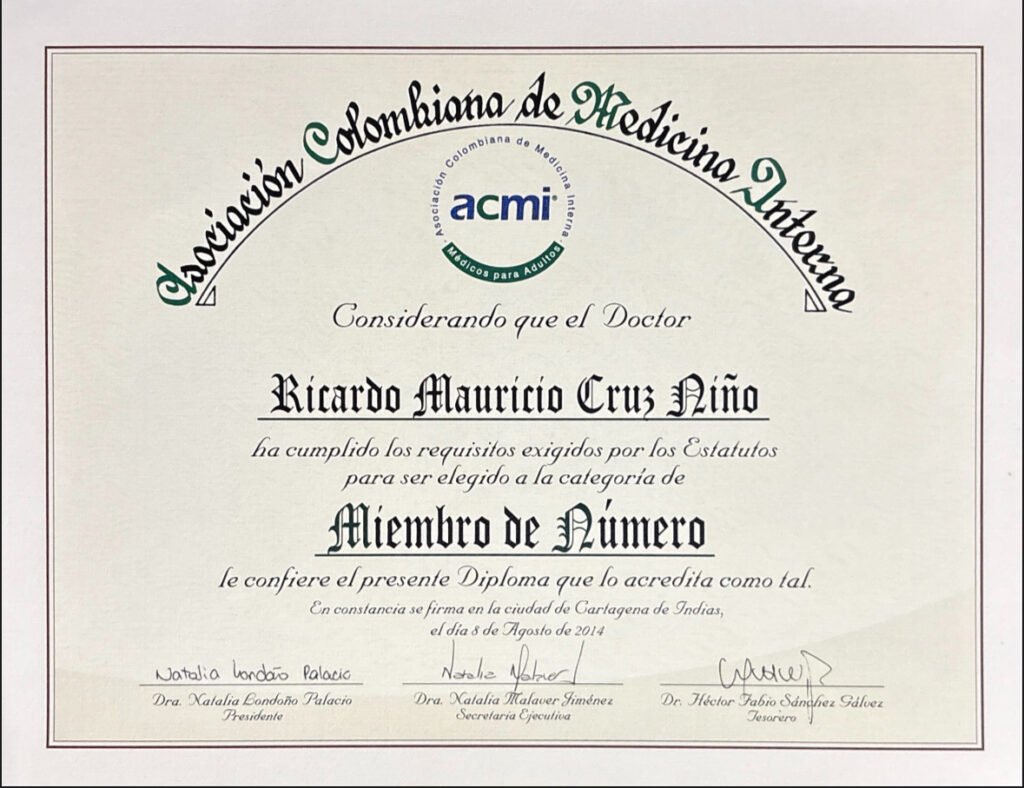 Asociación Colombiana de Medicina Interna
· Asociación Colombiana de Medicina Interna ·
acmi®
Médicos para Adultos
Considerando que el Doctor
Ricardo Mauricio Cruz Niño
ha cumplido los requisitos exigidos por los Estatutos
para ser elegido a la categoría de
Miembro de Número
le confiere el presente Diploma que lo acredita como tal.
En constancia se firma en la ciudad de Cartagena de Indias,
el día 8 de Agosto de 2014
Natalia Londoño Palacio
Natalia Malaver J
Dra. Natalia Londoño Palacio
Presidente
Dra. Natalia Malaver Jiménez
Secretaria Ejecutiva
Dr. Héctor Fabio Sánchez Gálvez
Tesorero